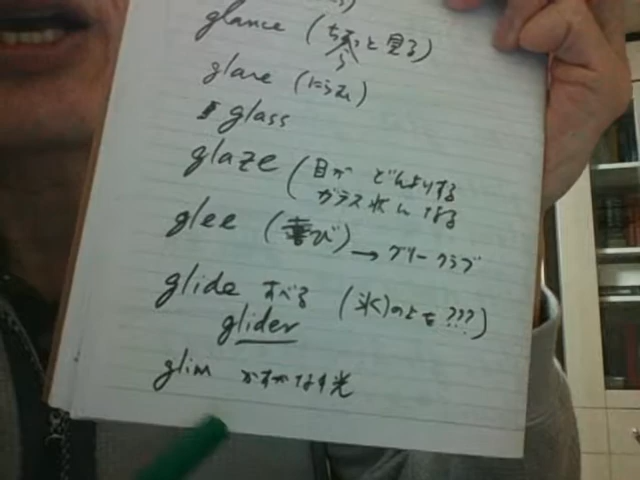 glance (ちらっと見る)
glare (にらむ)
glass
glaze (目が どんよりする
ガラス状に なる
glee (喜び) → グリークラブ
glide すべる (氷)の上を???)
glider
glim かすかな光